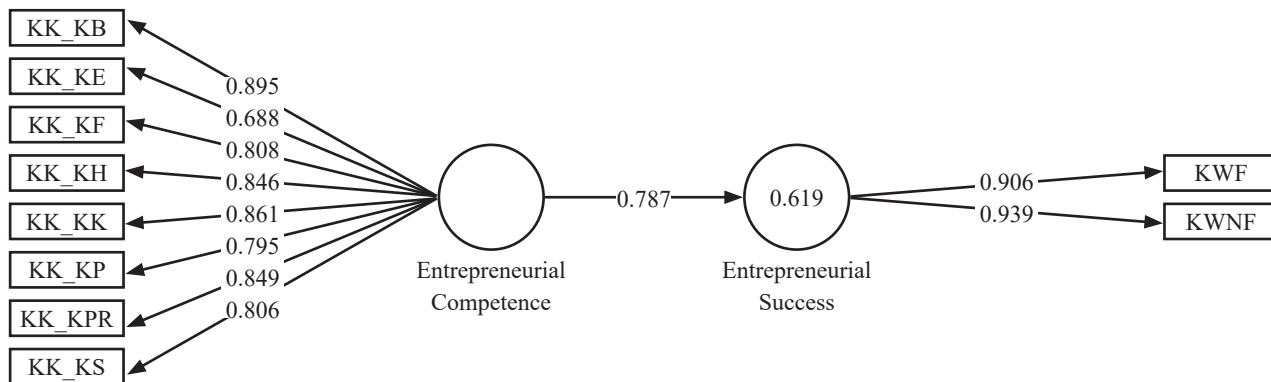 KK_KB
KK_KE
KK_KF
KK_KH
KK_KK
KK_KP
KK_KPR
KK_KS
0.895
0.688
0.808
0.846
0.861
0.795
0.849
0.806
Entrepreneurial
Competence
0.787
0.619
Entrepreneurial
Success
0.906
0.939
KWF
KWNF